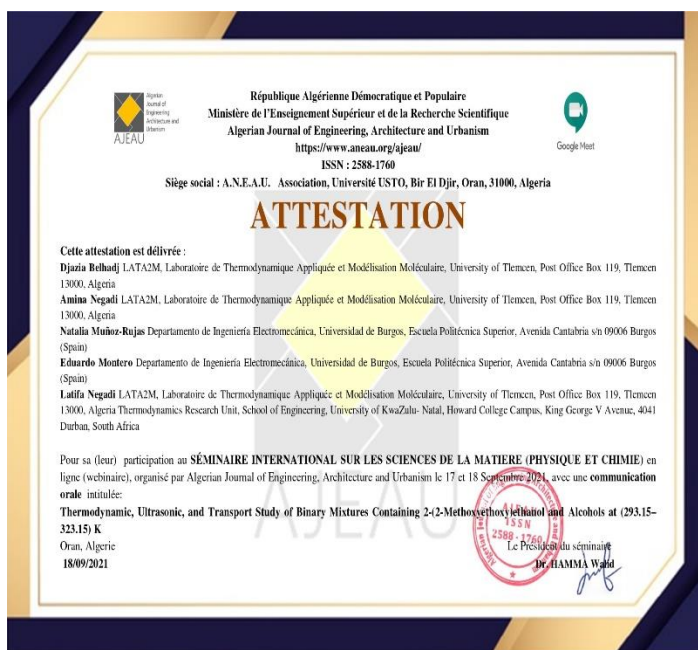 Algerian
Journal of
Engineering
Architecture and
Urbanism
AJEAU
République Algérienne Démocratique et Populaire
Ministère de l'Enseignement Supérieur et de la Recherche Scientifique
Algerian Journal of Engineering, Architecture and Urbanism
https://www.aneau.org/ajeau/
ISSN : 2588-1760
Siège social : A.N.E.A.U. Association, Université USTO, Bir El Djir, Oran, 31000, Algeria
Google Meet
ATTESTATION
Cette attestation est délivrée :
Djazia Belhadj LATA2M, Laboratoire de Thermodynamique Appliquée et Modélisation Moléculaire, University of Tlemcen, Post Office Box 119, Tlemcen
13000, Algeria
Amina Negadi LATA2M, Laboratoire de Thermodynamique Appliquée et Modélisation Moléculaire, University of Tlemcen, Post Office Box 119, Tlemcen
13000, Algeria
Natalia Muñoz-Rujas Departamento de Ingeniería Electromecánica, Universidad de Burgos, Escuela Politécnica Superior, Avenida Cantabria s/n 09006 Burgos
(Spain)
Eduardo Montero Departamento de Ingeniería Electromecánica, Universidad de Burgos, Escuela Politécnica Superior, Avenida Cantabria s/n 09006 Burgos
(Spain)
Latifa Negadi LATA2M, Laboratoire de Thermodynamique Appliquée et Modélisation Moléculaire, University of Tlemcen, Post Office Box 119, Tlemcen
13000, Algeria Thermodynamics Research Unit, School of Engineering, University of KwaZulu- Natal, Howard College Campus, King George V Avenue, 4041
Durban, South Africa
Pour sa (leur) participation au SÉMINAIRE INTERNATIONAL SUR LES SCIENCES DE LA MATIERE (PHYSIQUE ET CHIMIE) en
ligne (webinaire), organisé par Algerian Journal of Engineering, Architecture and Urbanism le 17 et 18 Septembre 2021, avec une communication
orale intitulée:
Thermodynamic, Ultrasonic, and Transport Study of Binary Mixtures Containing 2-(2-Methoxyethoxy)ethanol and Alcohols at (293.15–
323.15) K
Oran, Algerie
Le Président du séminaire
18/09/2021
Dr. HAMMA Walid
AJEAU
ISSN
2588 - 1760
AJEAU